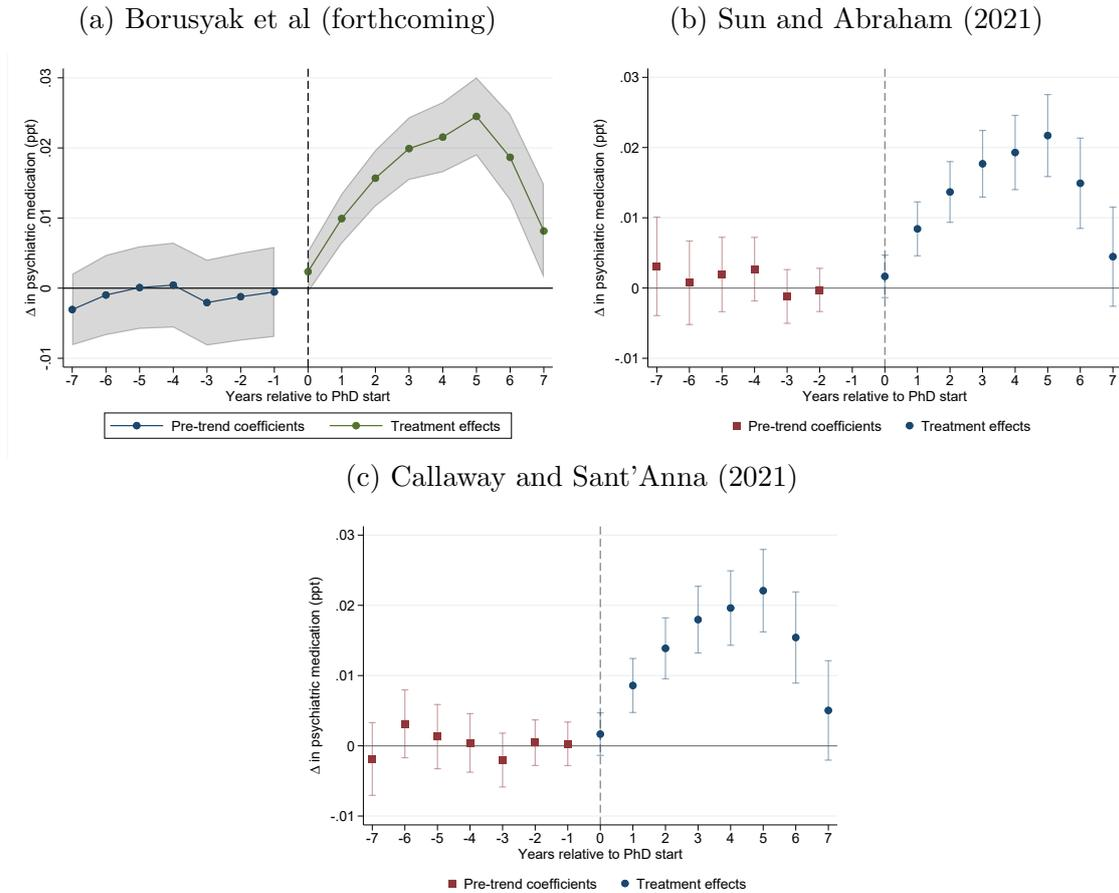 (a) Borusyak et al (forthcoming)
Δ in psychiatric medication (ppt)
.03
.02
.01
0
-.01
-7 -6 -5 -4 -3 -2 -1 0 1 2 3 4 5 6 7
Years relative to PhD start
Pre-trend coefficients Treatment effects
(b) Sun and Abraham (2021)
Δ in psychiatric medication (ppt)
.03
.02
.01
0
-.01
-7 -6 -5 -4 -3 -2 -1 0 1 2 3 4 5 6 7
Years relative to PhD start
Pre-trend coefficients Treatment effects
(c) Callaway and Sant'Anna (2021)
Δ in psychiatric medication (ppt)
.03
.02
.01
0
-.01
-7 -6 -5 -4 -3 -2 -1 0 1 2 3 4 5 6 7
Years relative to PhD start
Pre-trend coefficients Treatment effects